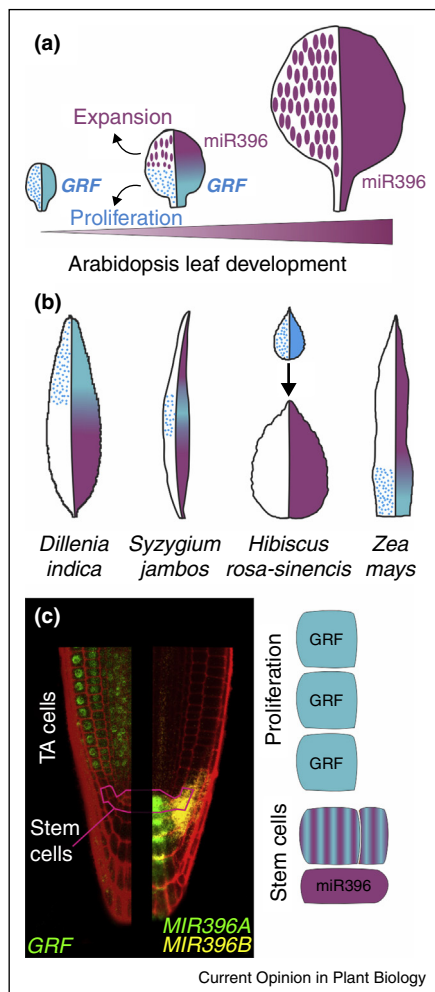 (a)
Expansion
miR396
GRF
GRF
Proliferation
miR396
Arabidopsis leaf development
(b)
Dillenia
indica
Syzygium
jambos
Hibiscus
rosa-sinencis
Zea
mays
(c)
TA cells
Stem
cells
GRF
MIR396A
MIR396B
Proliferation
GRF
GRF
GRF
Stem cells
miR396
Current Opinion in Plant Biology